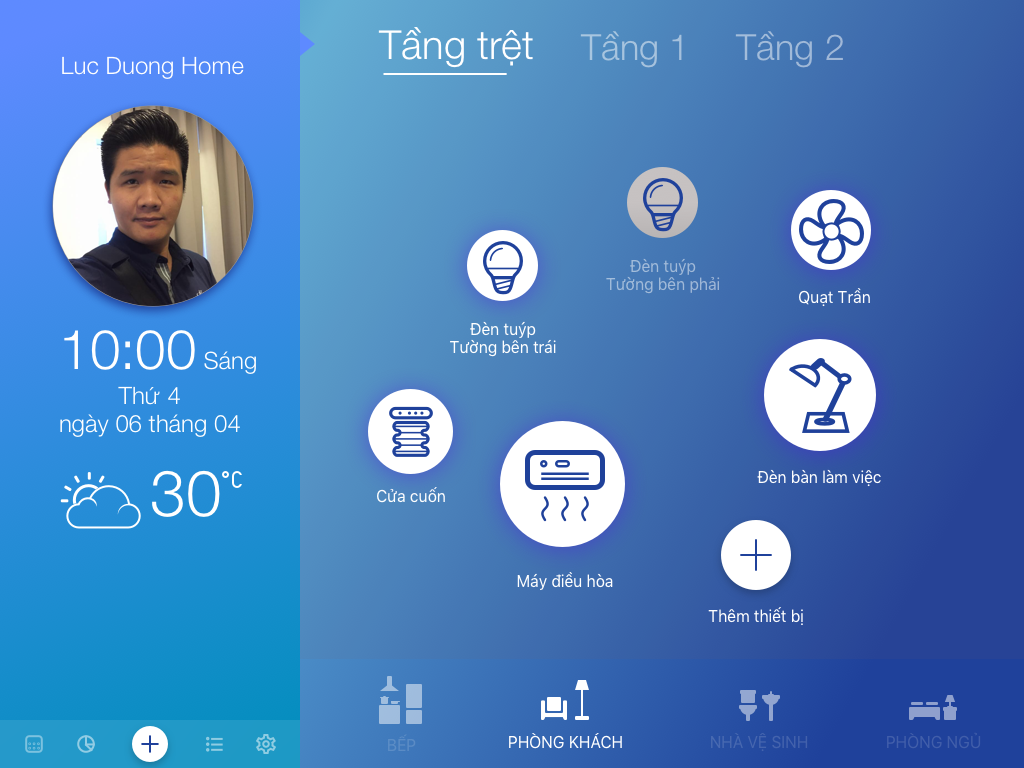 Luc Duong Home
10:00 Sáng
Thứ 4
ngày 06 tháng 04
30°C
Tầng trệt
Tầng 1
Tầng 2
Đèn tuýp
Tường bên trái
Đèn tuýp
Tường bên phải
Quạt Trần
Cửa cuốn
Máy điều hòa
Đèn bàn làm việc
Thêm thiết bị
BẾP
PHÒNG KHÁCH
NHÀ VỆ SINH
PHÒNG NGỦ